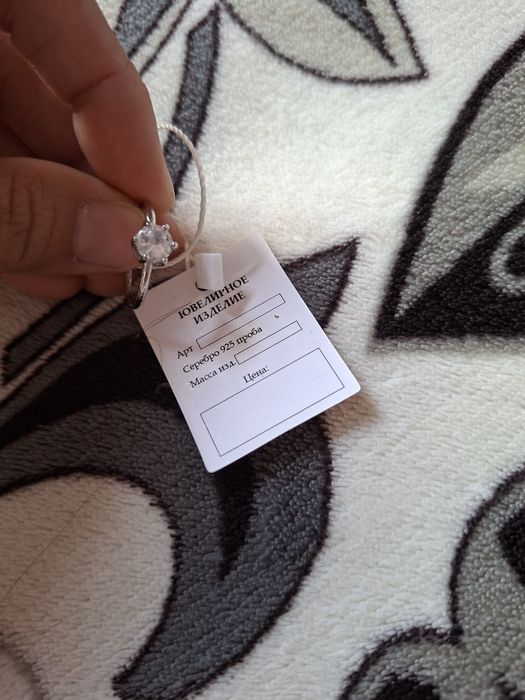 ЮВЕЛИРНОЕ
ИЗДЕЛИЕ
Арт
Серебро 925 проба
Масса изд.
Цена: